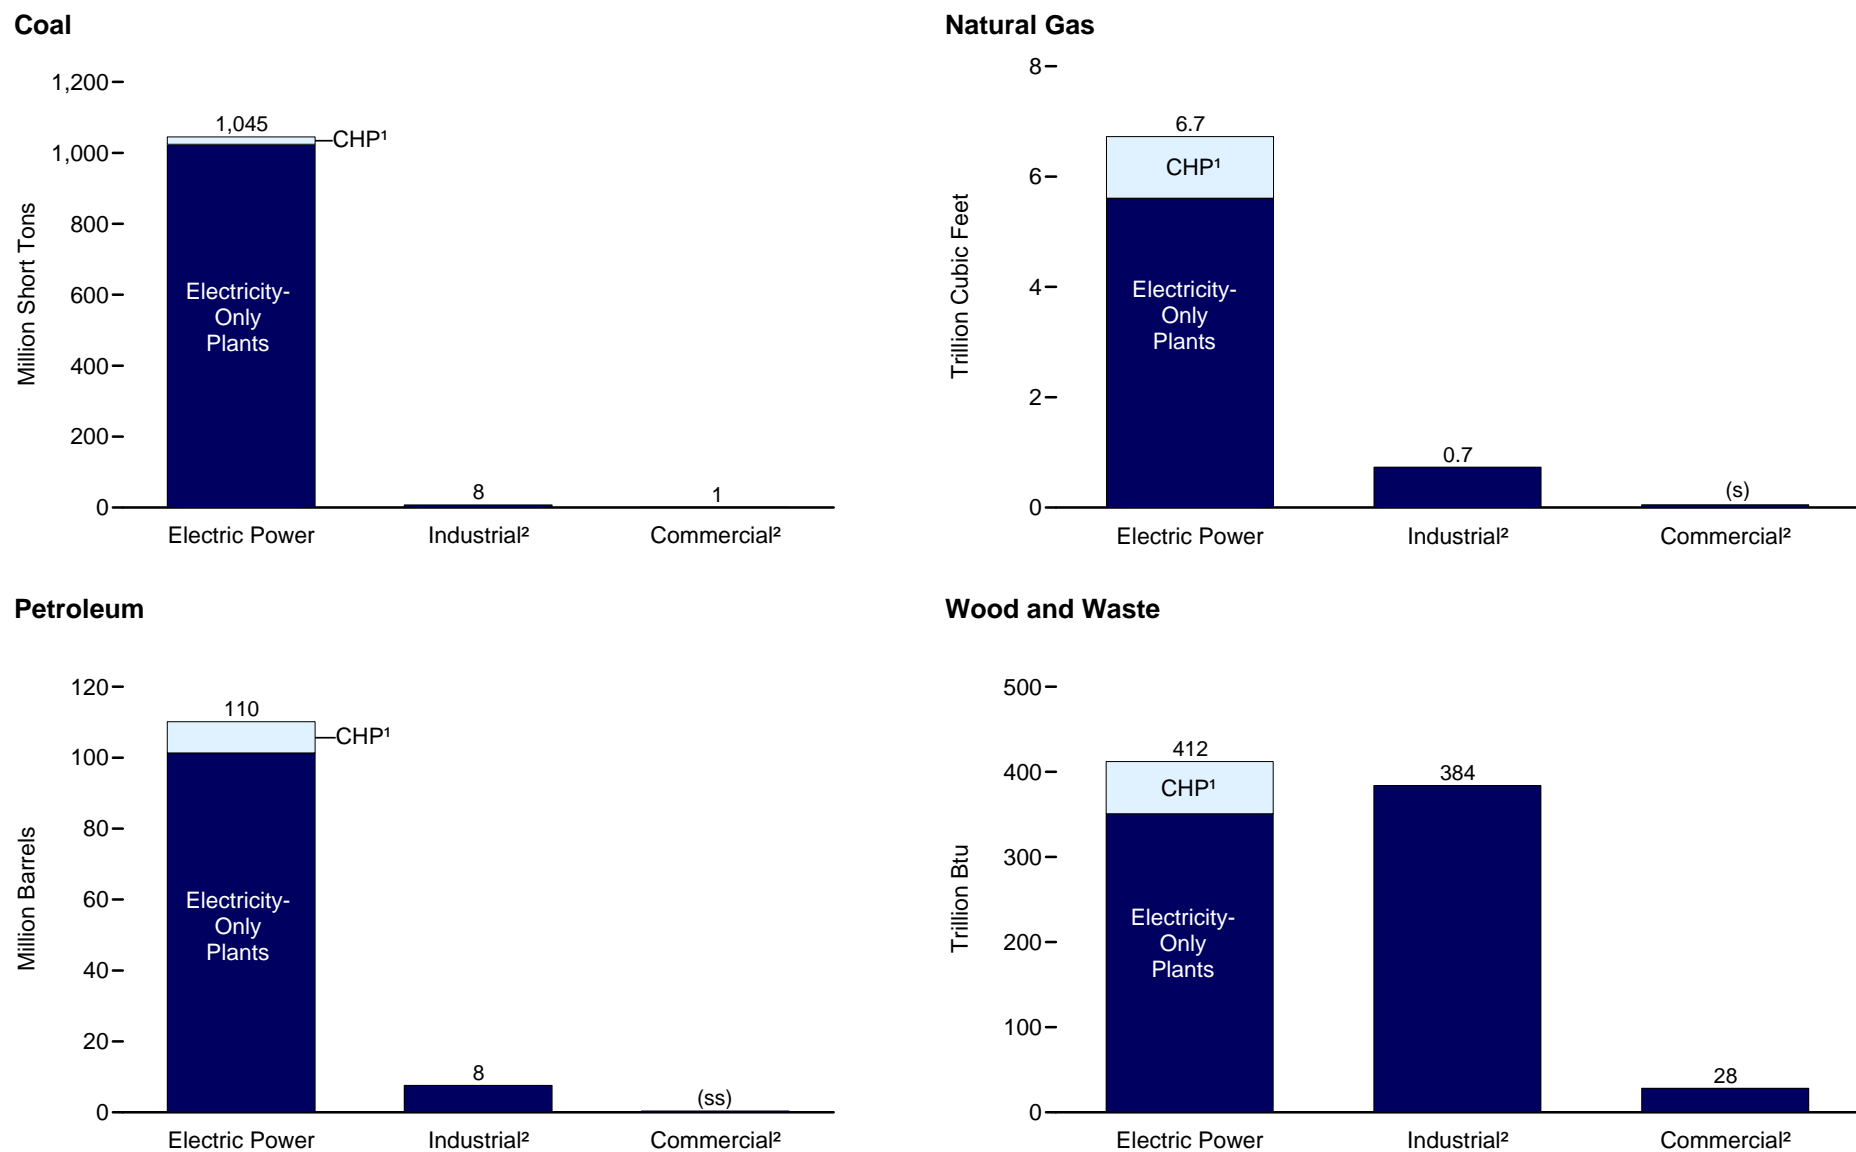 Coal
Million Short Tons
1,200
1,000
800
600
400
200
0
1,045
CHP¹
Electricity-
Only
Plants
8
1
Electric Power
Industrial²
Commercial²
Natural Gas
Trillion Cubic Feet
8
6
4
2
0
6.7
CHP¹
Electricity-
Only
Plants
0.7
(s)
Electric Power
Industrial²
Commercial²
Petroleum
Million Barrels
120
100
80
60
40
20
0
110
CHP¹
Electricity-
Only
Plants
8
(ss)
Electric Power
Industrial²
Commercial²
Wood and Waste
Trillion Btu
500
400
300
200
100
0
412
CHP¹
Electricity-
Only
Plants
384
28
Electric Power
Industrial²
Commercial²